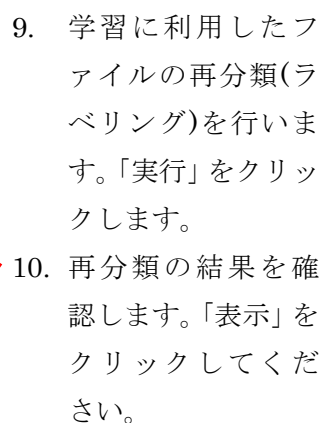 9. 学習に利用したフ
ァイルの再分類(ラ
ベリング)を行いま
す。「実行」をクリッ
クします。
10. 再分類の結果を確
認します。「表示」を
クリックしてくだ
さい。